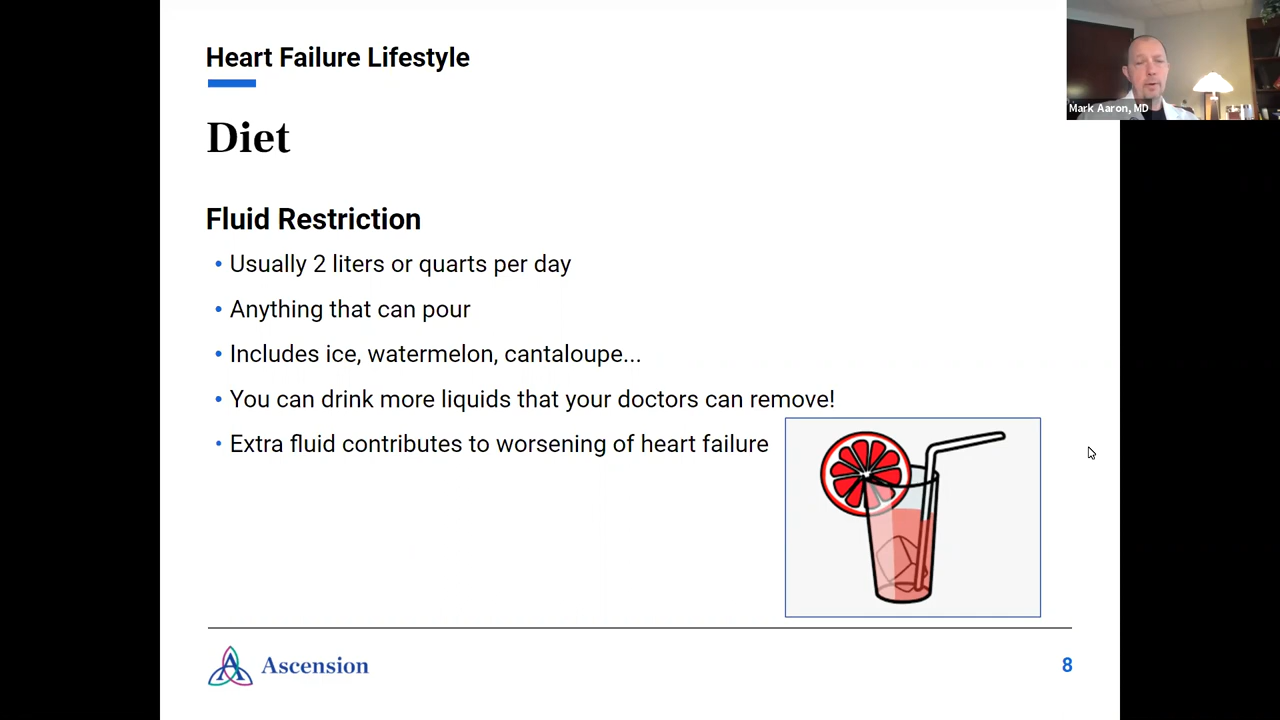 Heart Failure Lifestyle
Mark Aaron, MD
Diet
Fluid Restriction
• Usually 2 liters or quarts per day
• Anything that can pour
• Includes ice, watermelon, cantaloupe...
• You can drink more liquids that your doctors can remove!
• Extra fluid contributes to worsening of heart failure
Ascension
8